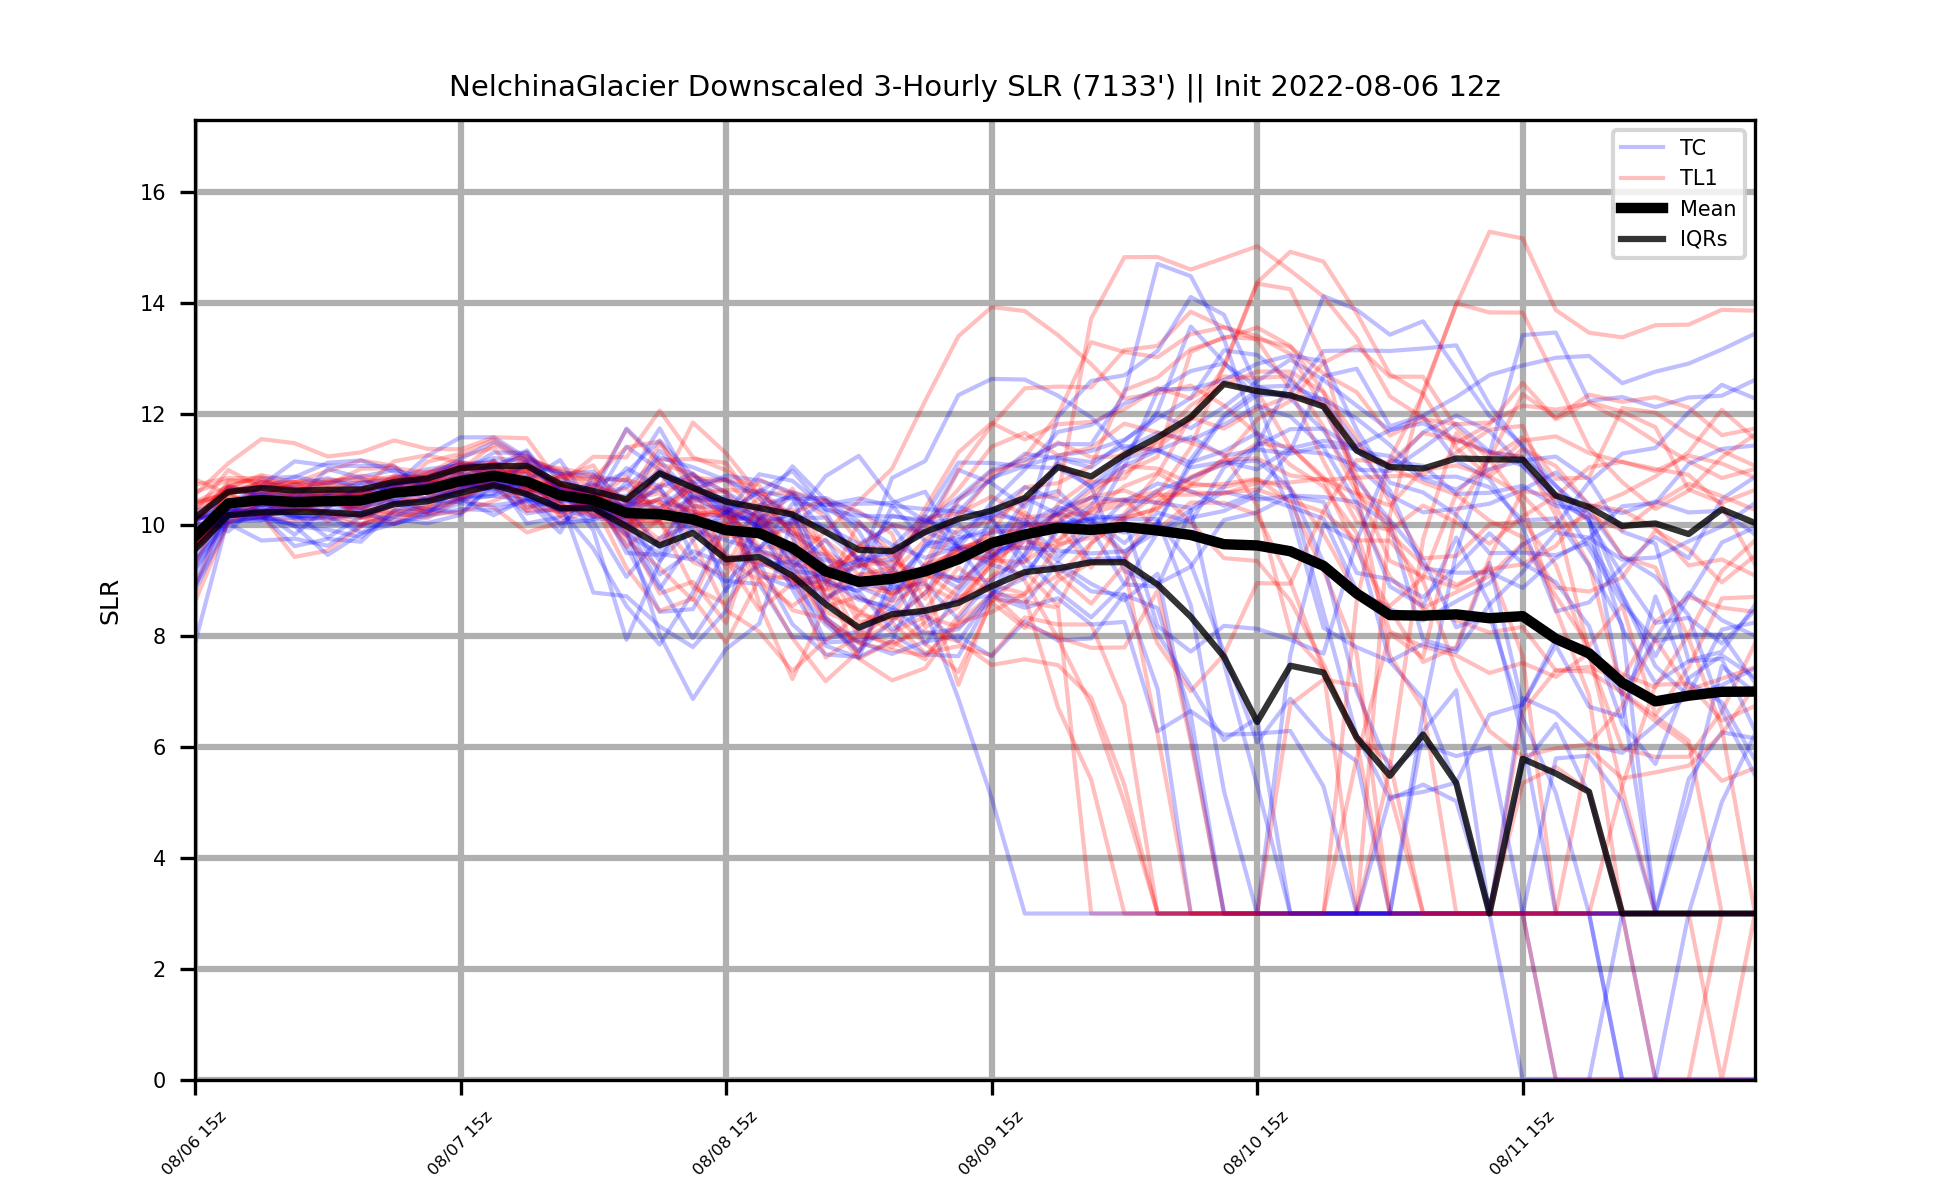 NelchinaGlacier Downscaled 3-Hourly SLR (7133') || Init 2022-08-06 12z
TC
TL1
Mean
IQRs
SLR
16
14
12
10
8
6
4
2
0
08/06 15z
08/07 15z
08/08 15z
08/09 15z
08/10 15z
08/11 15z